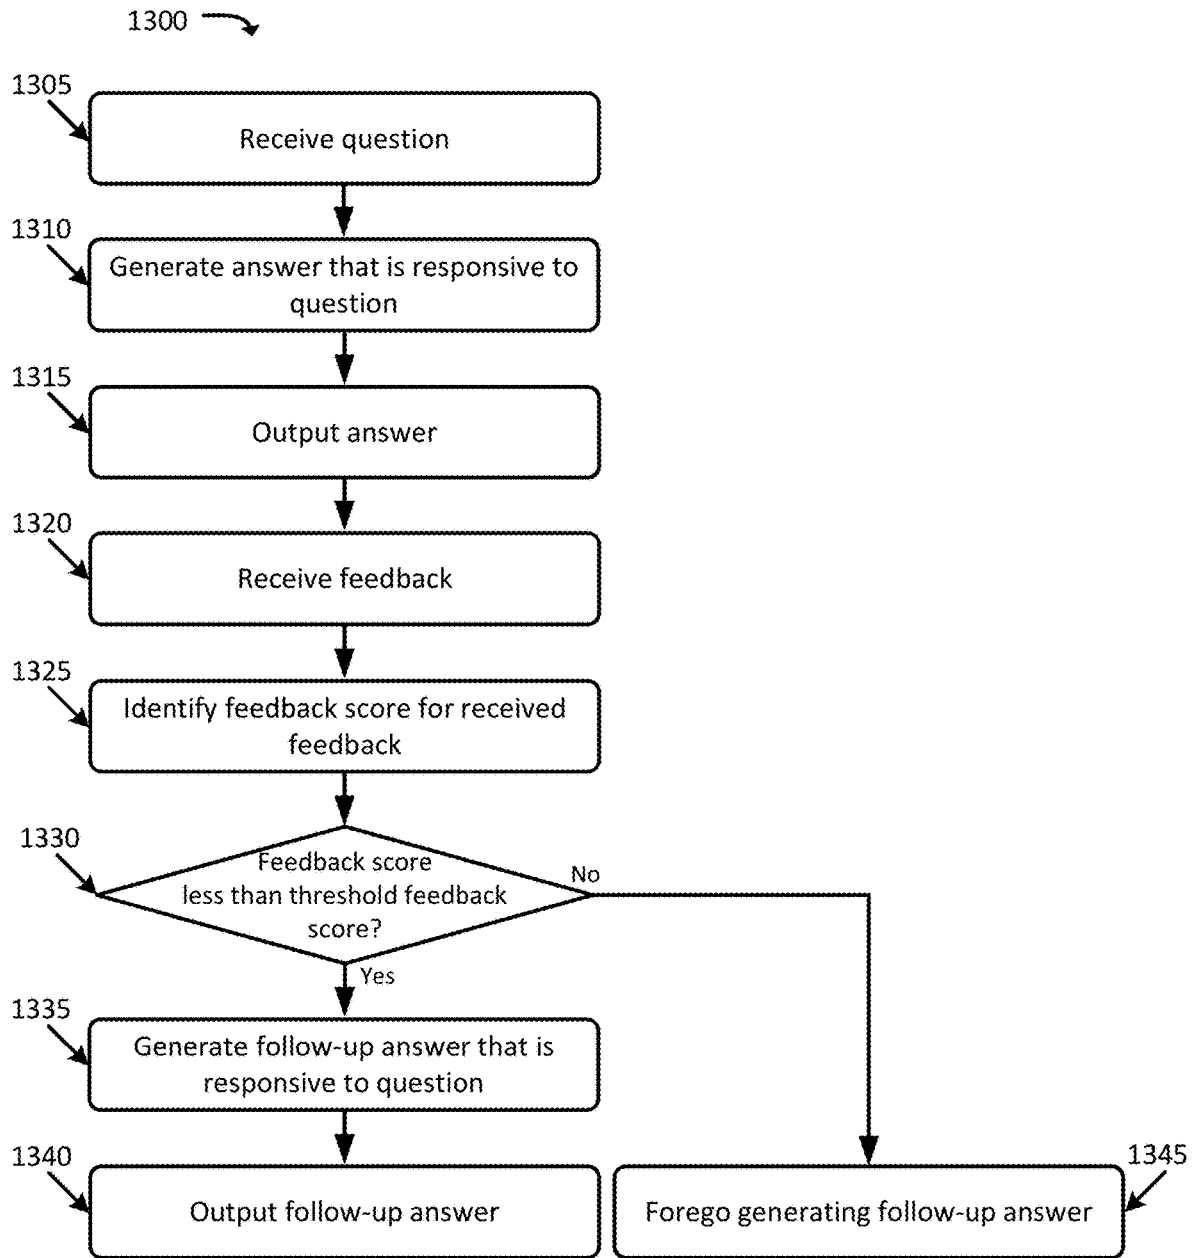 1300
1305
Receive question
1310
Generate answer that is responsive to
question
1315
Output answer
1320
Receive feedback
1325
Identify feedback score for received
feedback
1330
Feedback score
less than threshold feedback
score?
No
Yes
1335
Generate follow-up answer that is
responsive to question
1340
Output follow-up answer
1345
Forego generating follow-up answer